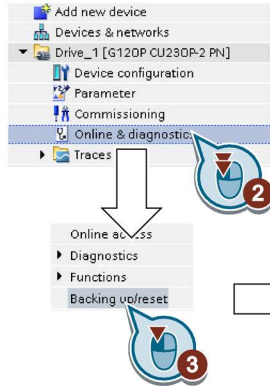 Add new device
Devices & networks
Drive_1 [G120P CU230P-2 PN]
Device configuration
Parameter
Commissioning
Online & diagnostic
Traces
2
Online access
Diagnostics
Functions
Backing up/reset
3